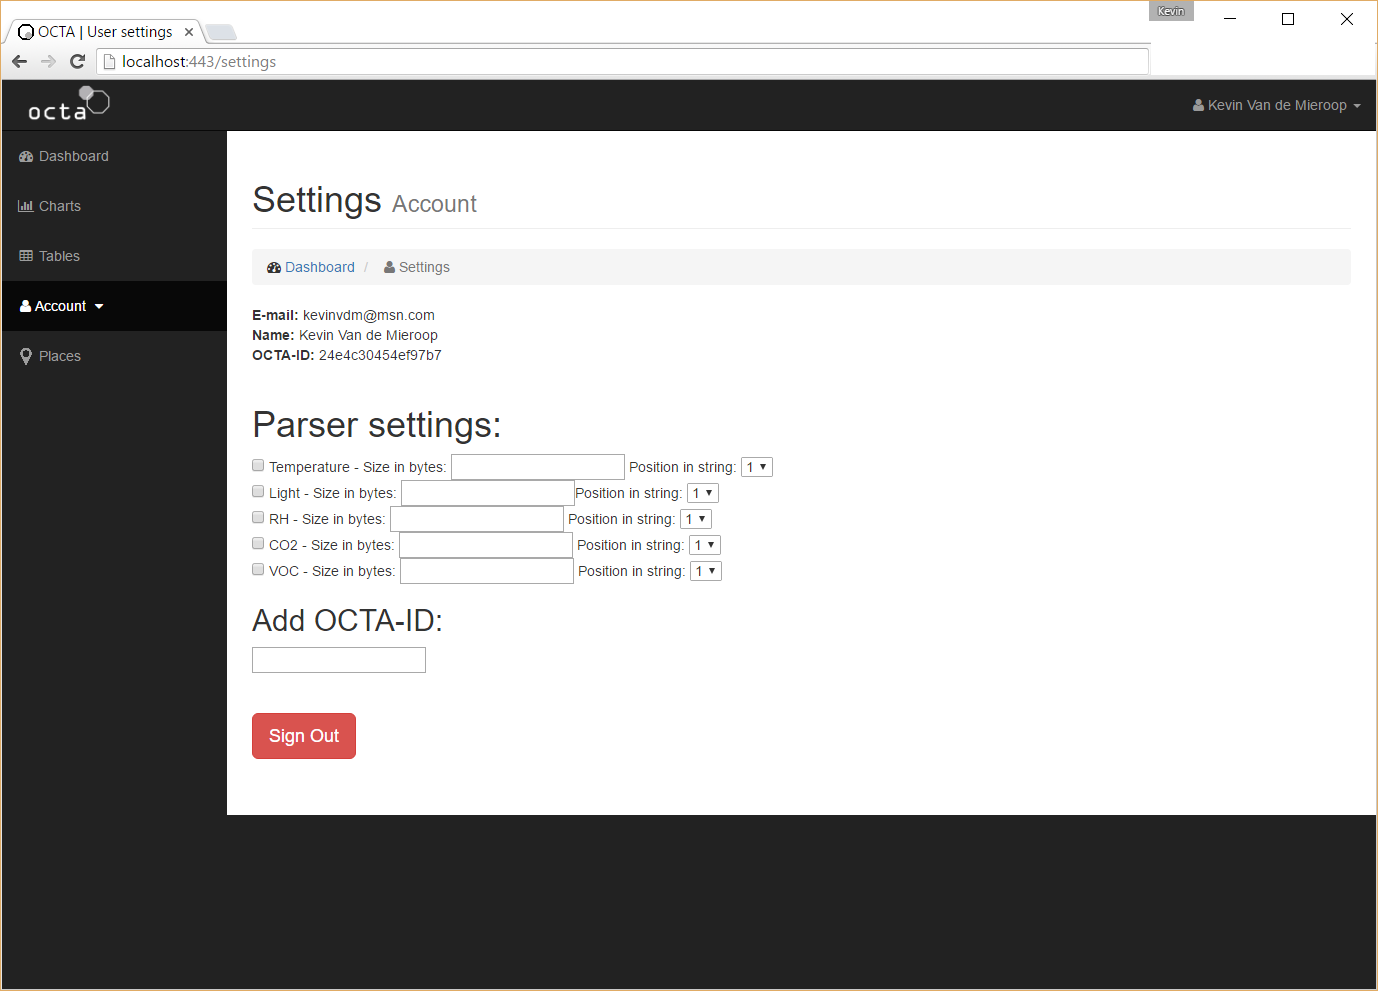 Kevin
OCTA | User settings
localhost:443/settings
octa
Kevin Van de Mieroop
Dashboard
Charts
Tables
Account
Places
Settings Account
Dashboard / Settings
E-mail: kevinvdm@msn.com
Name: Kevin Van de Mieroop
OCTA-ID: 24e4c30454ef97b7
Parser settings:
Temperature - Size in bytes: Position in string: 1
Light - Size in bytes: Position in string: 1
RH - Size in bytes: Position in string: 1
CO2 - Size in bytes: Position in string: 1
VOC - Size in bytes: Position in string: 1
Add OCTA-ID:
Sign Out